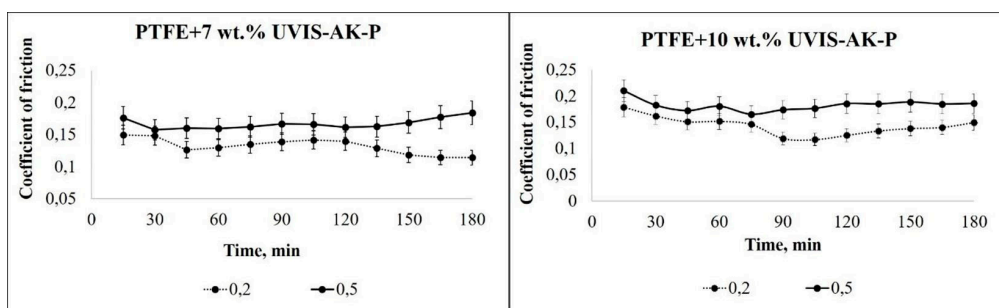 PTFE+7 wt.% UVIS-AK-P
Coefficient of friction
0,25
0,2
0,15
0,1
0,05
0 30 60 90 120 150 180
Time, min
0,2 0,5
PTFE+10 wt.% UVIS-AK-P
Coefficient of friction
0,25
0,2
0,15
0,1
0,05
0
0 30 60 90 120 150 180
Time, min
0,2 0,5